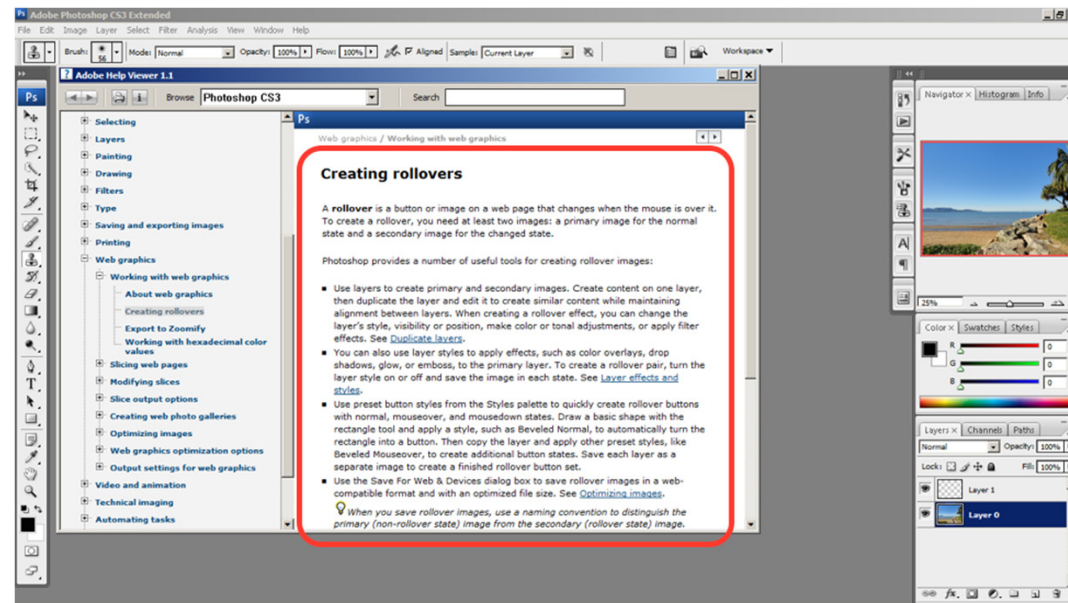 Adobe Photoshop CS3 Extended
File Edit Image Layer Select Filter Analysis View Window Help
Brush: 56 Mode: Normal Opacity: 100% Flow: 100% Aligned Sample: Current Layer Workspace
Adobe Help Viewer 1.1
Browse Photoshop CS3 Search
Ps
Selecting
Layers
Painting
Drawing
Filters
Type
Saving and exporting images
Printing
Web graphics
Working with web graphics
About web graphics
Creating rollovers
Export to Zoomify
Working with hexadecimal color
values
Slicing web pages
Modifying slices
Slice output options
Creating web photo galleries
Optimizing images
Web graphics optimization options
Output settings for web graphics
Video and animation
Technical imaging
Automating tasks
Ps
Web graphics / Working with web graphics
Creating rollovers
A rollover is a button or image on a web page that changes when the mouse is over it.
To create a rollover, you need at least two images: a primary image for the normal
state and a secondary image for the changed state.
Photoshop provides a number of useful tools for creating rollover images:
Use layers to create primary and secondary images. Create content on one layer,
then duplicate the layer and edit it to create similar content while maintaining
alignment between layers. When creating a rollover effect, you can change the
layer's style, visibility or position, make color or tonal adjustments, or apply filter
effects. See Duplicate layers.
You can also use layer styles to apply effects, such as color overlays, drop
shadows, glow, or emboss, to the primary layer. To create a rollover pair, turn the
layer style on or off and save the image in each state. See Layer effects and
styles.
Use preset button styles from the Styles palette to quickly create rollover buttons
with normal, mouseover, and mousedown states. Draw a basic shape with the
rectangle tool and apply a style, such as Beveled Normal, to automatically turn the
rectangle into a button. Then copy the layer and apply other preset styles, like
Beveled Mouseover, to create additional button states. Save each layer as a
separate image to create a finished rollover button set.
Use the Save For Web & Devices dialog box to save rollover images in a web-
compatible format and with an optimized file size. See Optimizing images.
When you save rollover images, use a naming convention to distinguish the
primary (non-rollover state) image from the secondary (rollover state) image.
Navigator x Histogram Info
25%
Color x Swatches Styles
R 0
G 0
B 0
Layers x Channels Paths
Normal Opacity: 100%
Lock: Fill: 100%
Layer 1
Layer 0